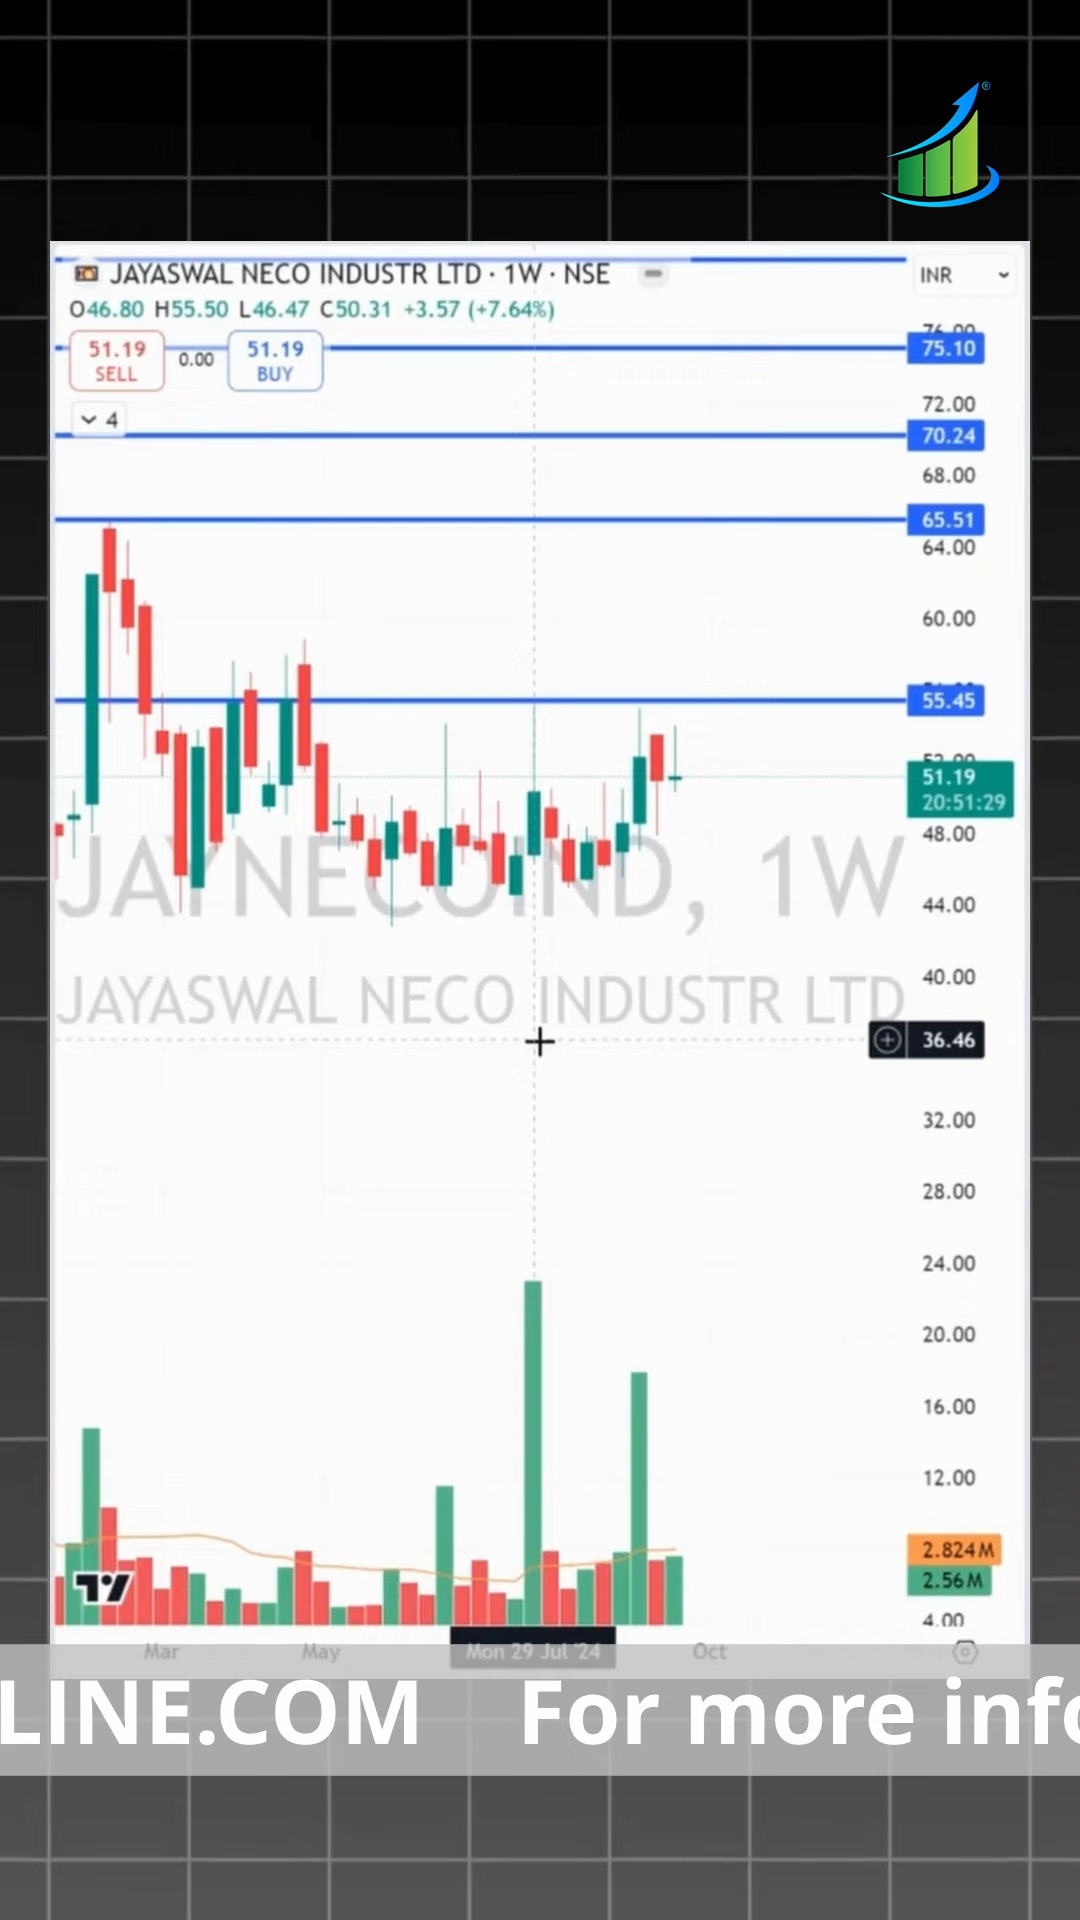 ®
JAYASWAL NECO INDUSTR LTD · 1W · NSE
INR
O46.80 H55.50 L46.47 C50.31 +3.57 (+7.64%)
51.19
SELL
0.00
51.19
BUY
4
76.00
75.10
72.00
70.24
68.00
65.51
64.00
60.00
55.45
52.00
51.19
20:51:29
48.00
JAYNECOIND, 1W
44.00
40.00
JAYASWAL NECO INDUSTR LTD
36.46
32.00
28.00
24.00
20.00
16.00
12.00
2.824M
2.56M
4.00
Mar
May
Mon 29 Jul '24
Oct
LINE.COM For more info